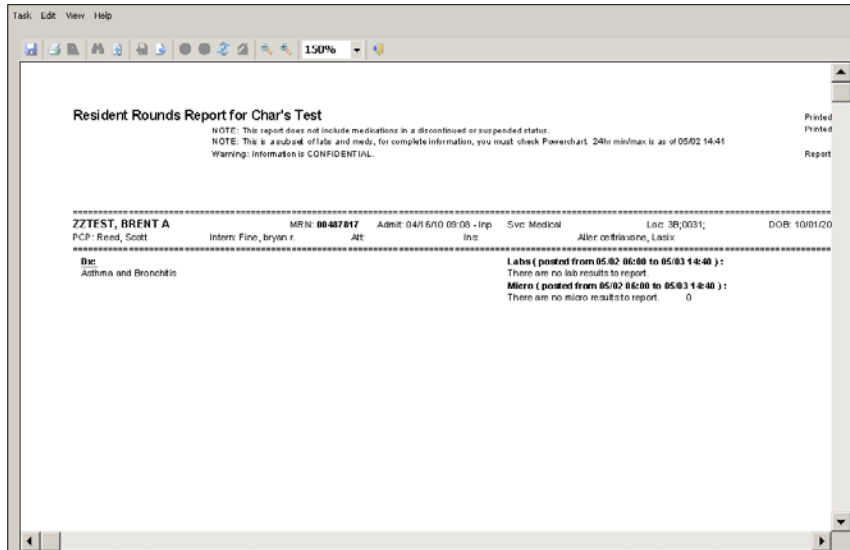 Task Edit View Help
150%
Resident Rounds Report for Char's Test
Printed
NOTE: This report does not include medications in a discontinued or suspended status.
Printed
NOTE: This is a subset of labs and meds, for complete information, you must check Powerchart. 24hr min/max is as of 05/02 14:41
Warning: Information is CONFIDENTIAL.
Report
ZZTEST, BRENT A MRN: 00487817 Admit: 04/16/10 09:08 - Inp Svc: Medical Loc: 3B;0031; DOB: 10/01/20
PCP: Reed, Scott Intern: Fine, bryan r. Att: Ins: Aller: ceftriaxone, Lasix
Dx:
Asthma and Bronchitis
Labs ( posted from 05/02 06:00 to 05/03 14:40 ) :
There are no lab results to report.
Micro ( posted from 05/02 06:00 to 05/03 14:40 ) :
There are no micro results to report. 0